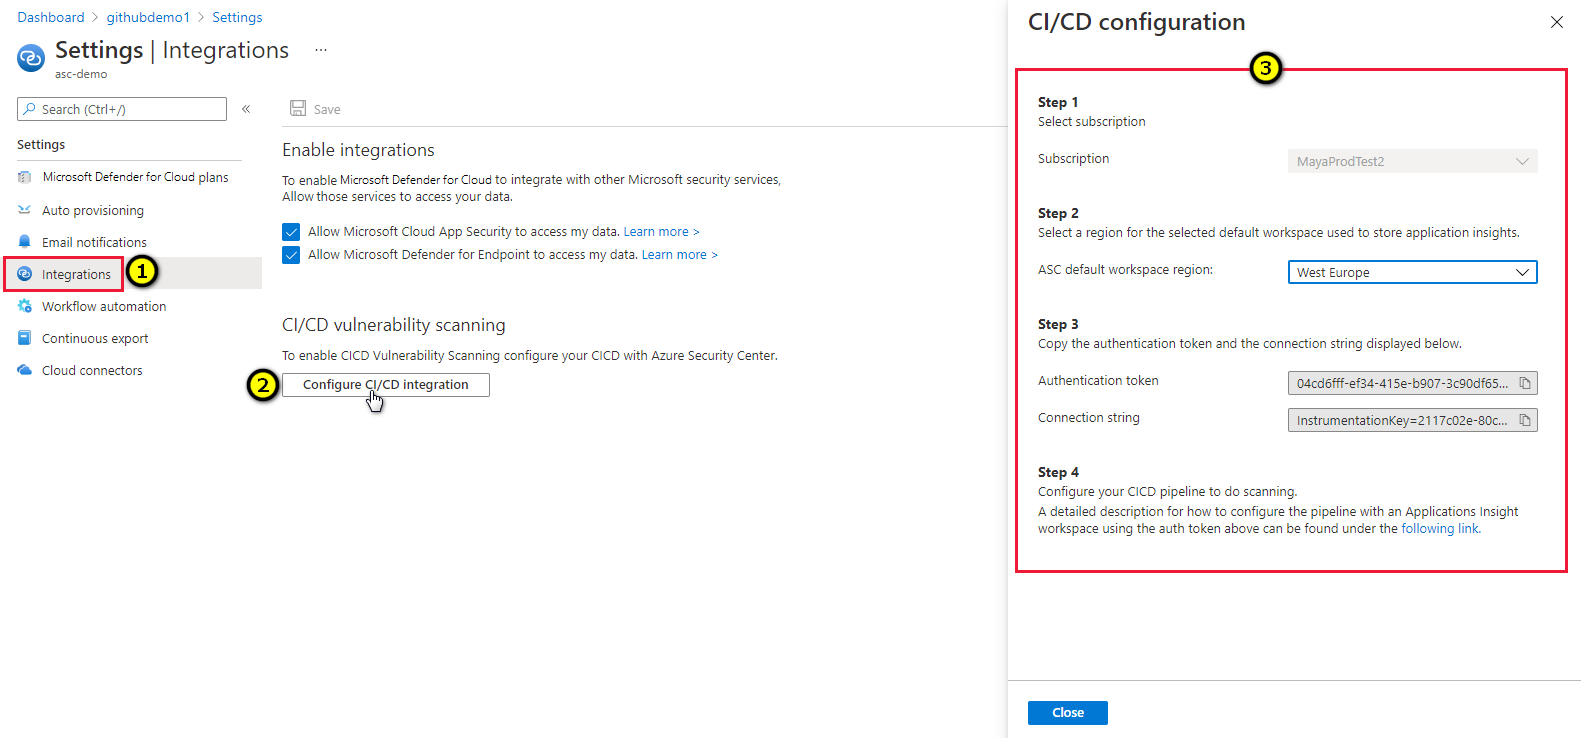 Dashboard > githubdemo1 > Settings
Settings | Integrations ...
asc-demo
Search (Ctrl+/) «
Settings
Microsoft Defender for Cloud plans
Auto provisioning
Email notifications
Integrations 1
Workflow automation
Continuous export
Cloud connectors
Save
Enable integrations
To enable Microsoft Defender for Cloud to integrate with other Microsoft security services,
Allow those services to access your data.
Allow Microsoft Cloud App Security to access my data. Learn more >
Allow Microsoft Defender for Endpoint to access my data. Learn more >
CI/CD vulnerability scanning
To enable CICD Vulnerability Scanning configure your CICD with Azure Security Center.
2 Configure CI/CD integration
CI/CD configuration
3
Step 1
Select subscription
Subscription MayaProdTest2
Step 2
Select a region for the selected default workspace used to store application insights.
ASC default workspace region: West Europe
Step 3
Copy the authentication token and the connection string displayed below.
Authentication token 04cd6fff-ef34-415e-b907-3c90df65...
Connection string InstrumentationKey=2117c02e-80c...
Step 4
Configure your CICD pipeline to do scanning.
A detailed description for how to configure the pipeline with an Applications Insight
workspace using the auth token above can be found under the following link.
Close